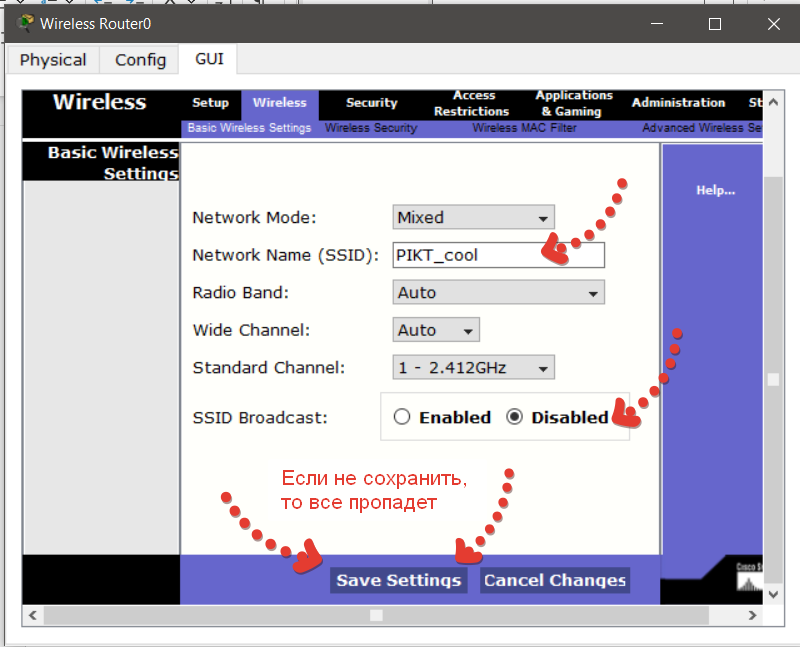 Wireless Router0
Physical Config GUI
Wireless
Setup Wireless Security Access Restrictions Applications & Gaming Administration
Basic Wireless Settings Wireless Security Wireless MAC Filter Advanced Wireless
Basic Wireless
Settings
Help...
Network Mode: Mixed
Network Name (SSID): PIKT_cool
Radio Band: Auto
Wide Channel: Auto
Standard Channel: 1 - 2.412GHz
SSID Broadcast: Enabled Disabled
Если не сохранить,
то все пропадет
Save Settings Cancel Changes